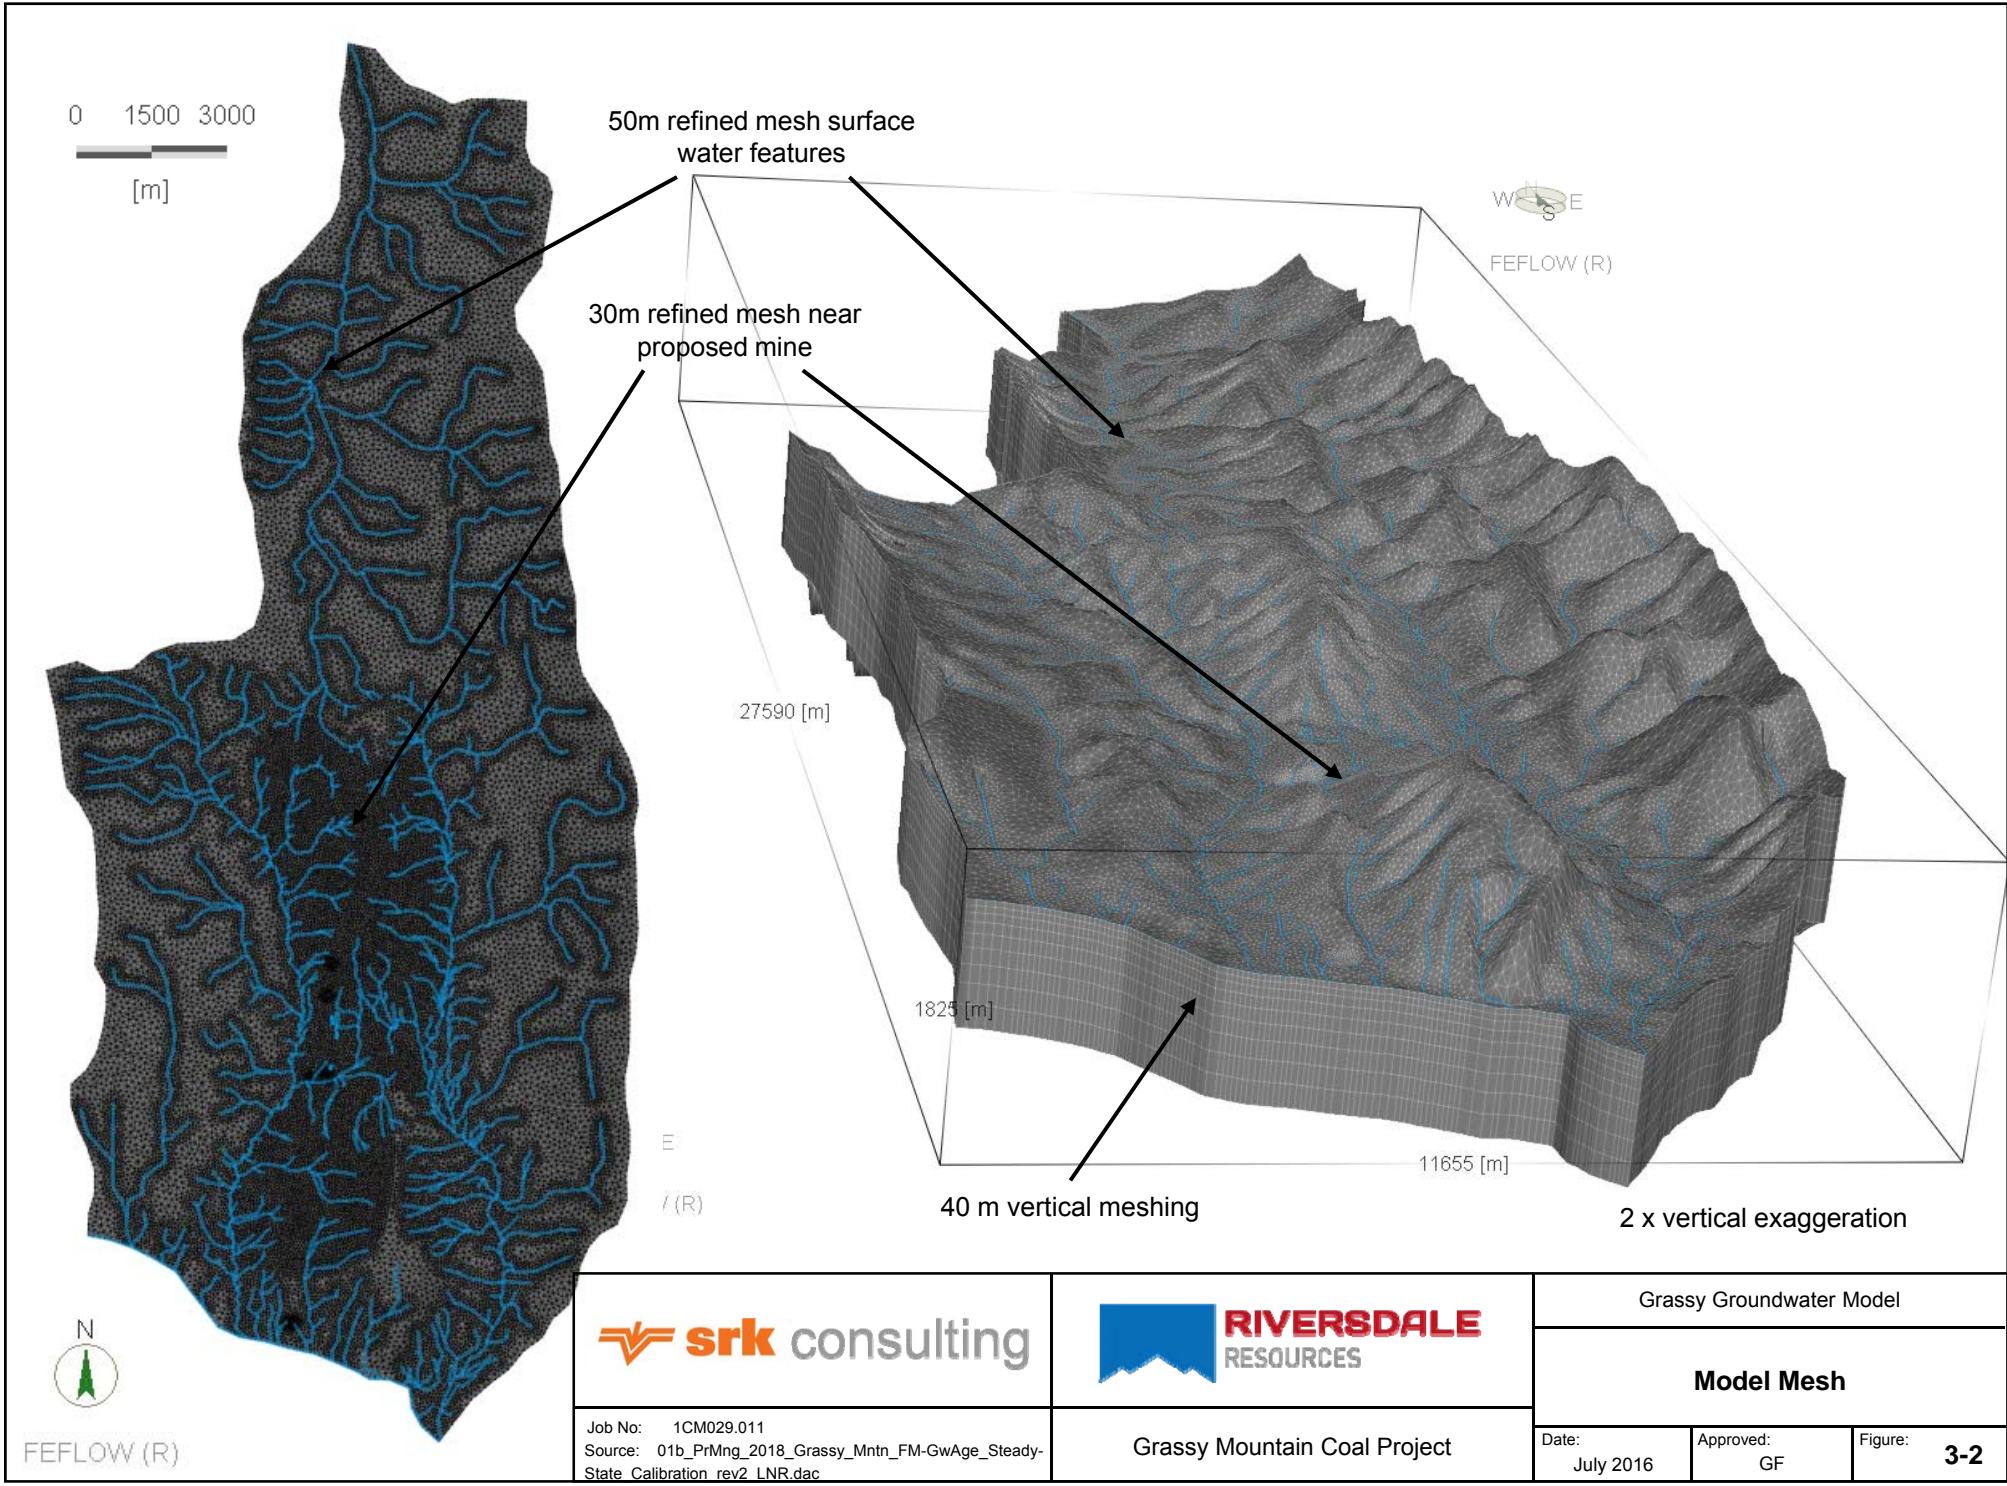 0 1500 3000
[m]
50m refined mesh surface
water features
30m refined mesh near
proposed mine
W N E
S
FEFLOW (R)
27590 [m]
1825 [m]
11655 [m]
E
/ (R)
40 m vertical meshing
2 x vertical exaggeration
N
FEFLOW (R)
srk consulting
RIVERSDALE
RESOURCES
Grassy Groundwater Model
Model Mesh
Job No: 1CM029.011
Source: 01b_PrMng_2018_Grassy_Mntn_FM-GwAge_Steady-
State_Calibration_rev2_LNR.dac
Grassy Mountain Coal Project
Date:
July 2016
Approved:
GF
Figure:
3-2